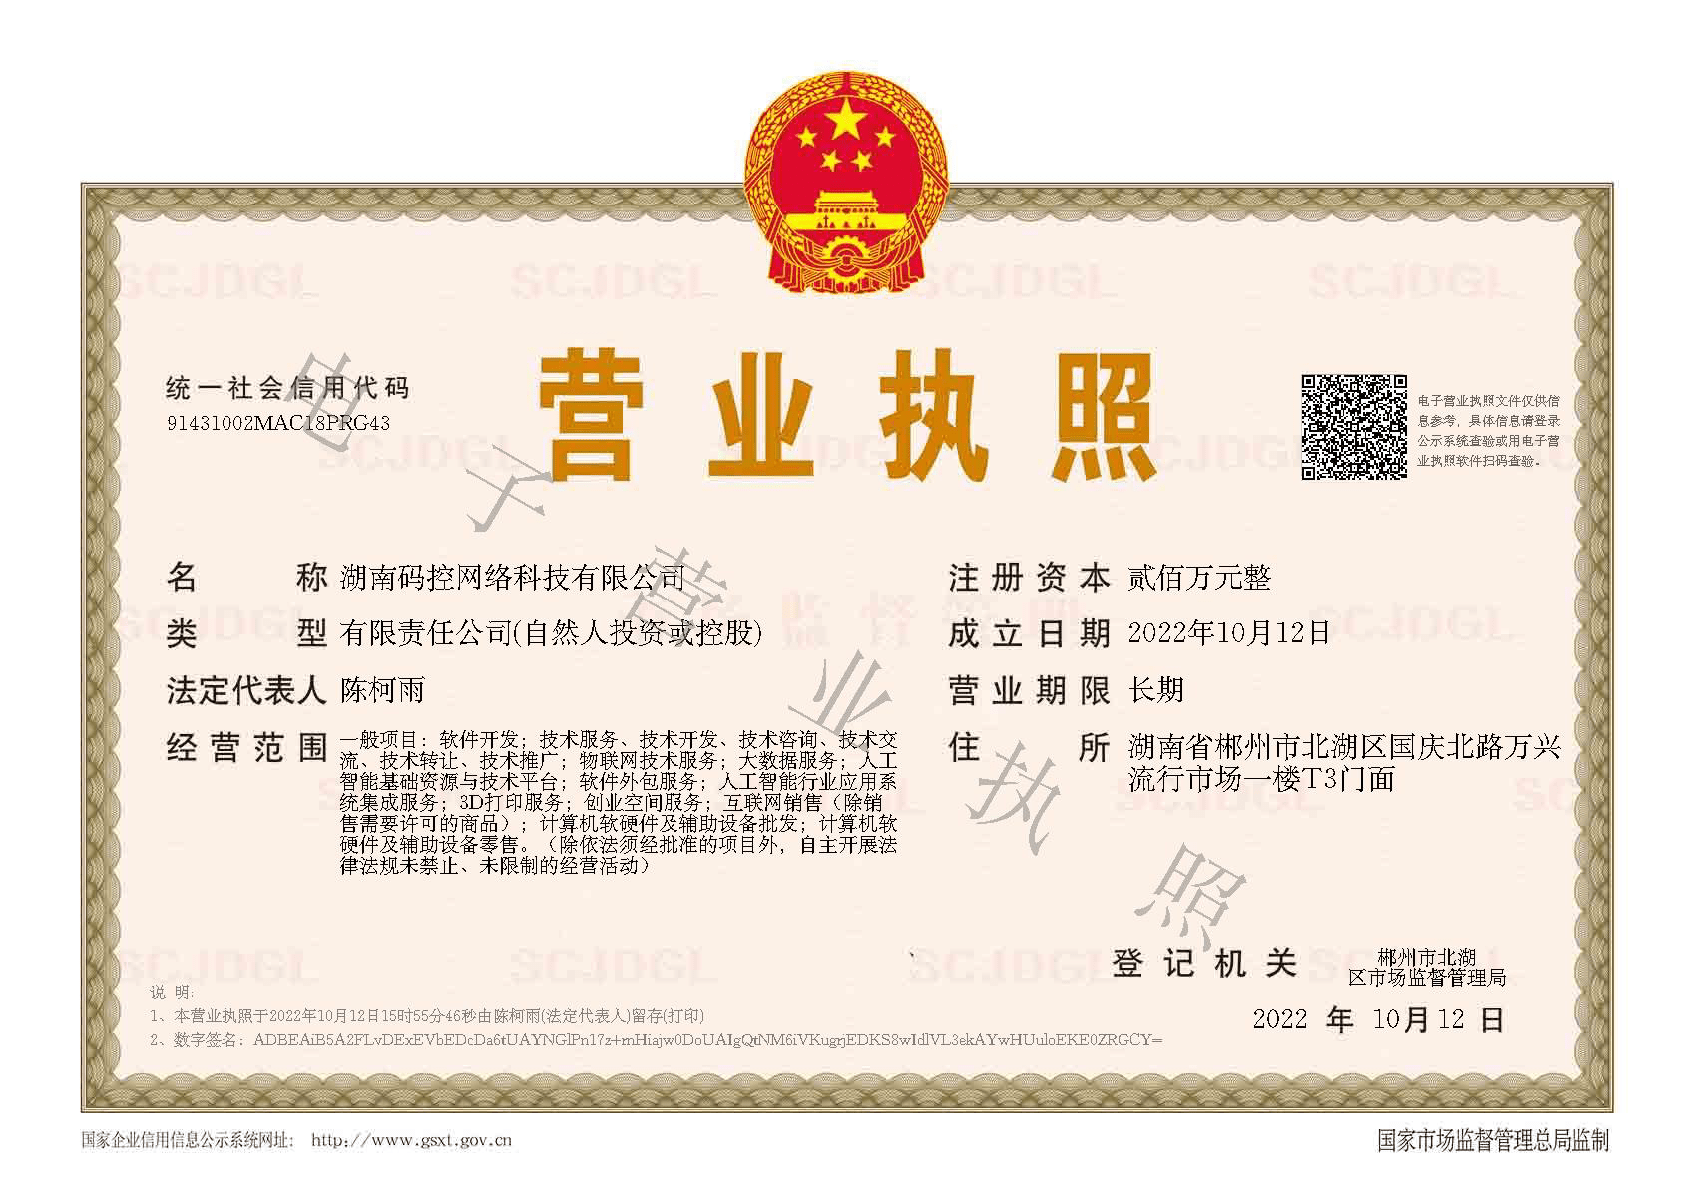 营业执照
统一社会信用代码
91431002MAC18PRG43
电子营业执照文件仅供信
息参考，具体信息请登录
公示系统查验或用电子营
业执照软件扫码查验。
名称 湖南码控网络科技有限公司
类型 有限责任公司(自然人投资或控股)
法定代表人 陈柯雨
经营范围 一般项目：软件开发；技术服务、技术开发、技术咨询、技术交
流、技术转让、技术推广；物联网技术服务；大数据服务；人工
智能基础资源与技术平台；软件外包服务；人工智能行业应用系
统集成服务；3D打印服务；创业空间服务；互联网销售（除销
售需要许可的商品）；计算机软硬件及辅助设备批发；计算机软
硬件及辅助设备零售。（除依法须经批准的项目外，自主开展法
律法规未禁止、未限制的经营活动）
注册资本 贰佰万元整
成立日期 2022年10月12日
营业期限 长期
住所 湖南省郴州市北湖区国庆北路万兴
流行市场一楼T3门面
电子营业执照
登记机关 郴州市北湖
区市场监督管理局
2022 年 10月12 日
说 明:
1、本营业执照于2022年10月12日15时55分46秒由陈柯雨(法定代表人)留存(打印)
2、数字签名：ADBEAiB5A2FLvDExEVbEDcDa6tUAYNGlPn17z+mHiajw0DoUAIgQtNM6iVKugrjEDKS8wIdlVL3ekAYwHUuloEKE0ZRGCY=
国家企业信用信息公示系统网址： http://www.gsxt.gov.cn
国家市场监督管理总局监制
SCJDGL